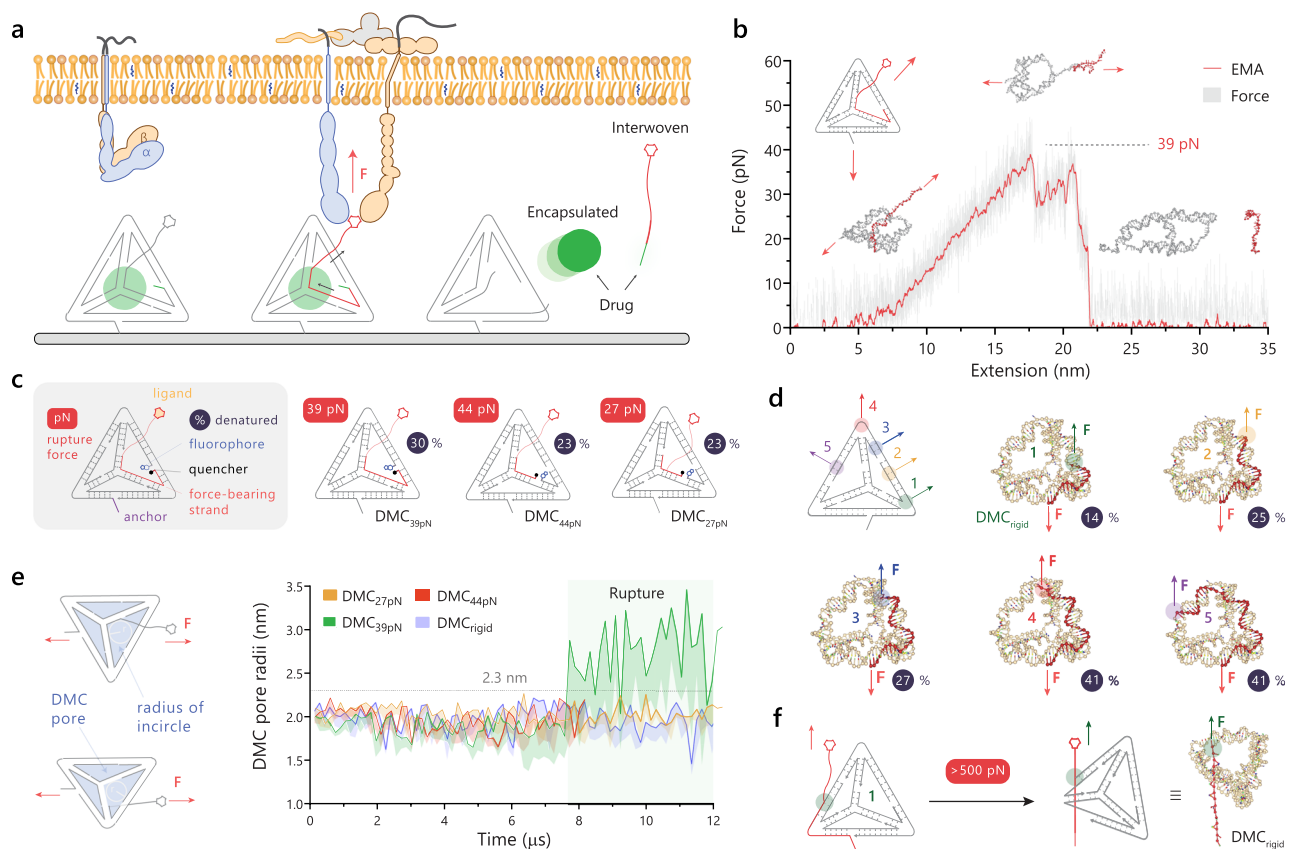 a
β
α
F
Interwoven
Encapsulated
Drug
b
60
50
40
30
20
10
0
Force (pN)
0
5
10
15
20
25
30
35
Extension (nm)
EMA
Force
39 pN
c
pN
rupture
force
ligand
% denatured
fluorophore
quencher
force-bearing
strand
anchor
39 pN
30 %
DMC39pN
44 pN
23 %
DMC44pN
27 pN
23 %
DMC27pN
d
4
3
5
2
1
F
1
DMCrigid
F
14 %
F
2
F
25 %
F
3
F
27 %
F
4
F
41 %
F
5
F
41 %
e
F
DMC
pore
radius of
incircle
F
DMC pore radii (nm)
3.5
3.0
2.5
2.0
1.5
1.0
DMC27pN
DMC44pN
DMC39pN
DMCrigid
Rupture
2.3 nm
0
2
4
6
8
10
12
Time (μs)
f
1
>500 pN
≡
F
DMCrigid